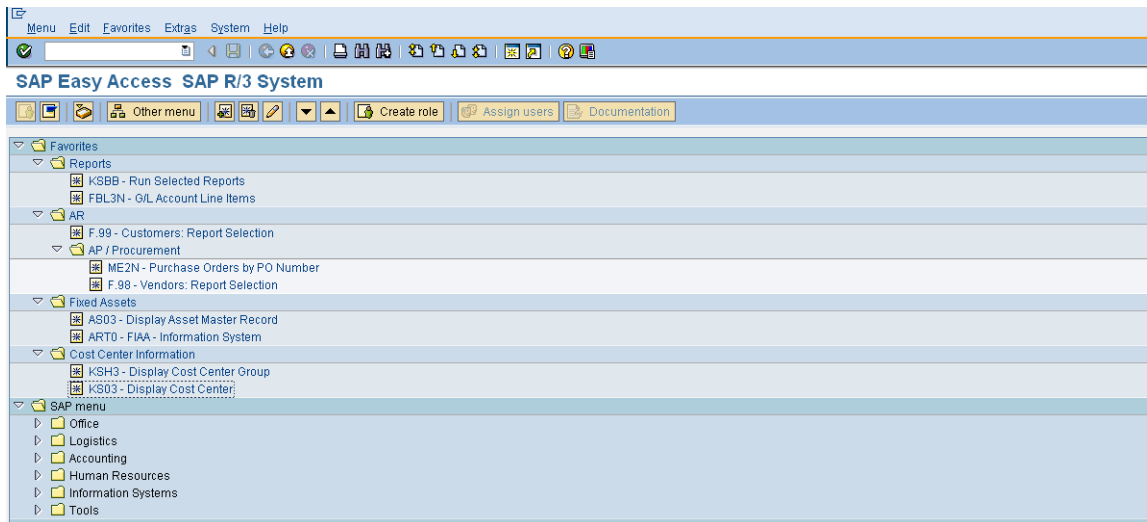 Menu Edit Favorites Extras System Help
SAP Easy Access SAP R/3 System
Other menu Create role Assign users Documentation
Favorites
Reports
KSBB - Run Selected Reports
FBL3N - G/L Account Line Items
AR
F.99 - Customers: Report Selection
AP / Procurement
ME2N - Purchase Orders by PO Number
F.98 - Vendors: Report Selection
Fixed Assets
AS03 - Display Asset Master Record
ART0 - FIAA - Information System
Cost Center Information
KSH3 - Display Cost Center Group
KS03 - Display Cost Center
SAP menu
Office
Logistics
Accounting
Human Resources
Information Systems
Tools